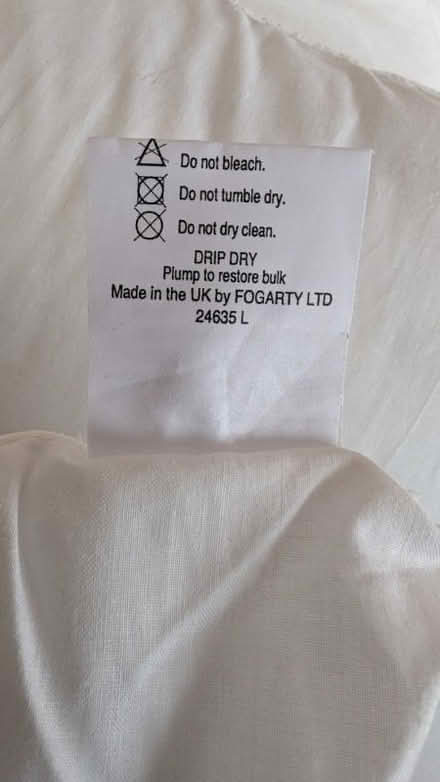 Do not bleach.
Do not tumble dry.
Do not dry clean.
DRIP DRY
Plump to restore bulk
Made in the UK by FOGARTY LTD
24635 L